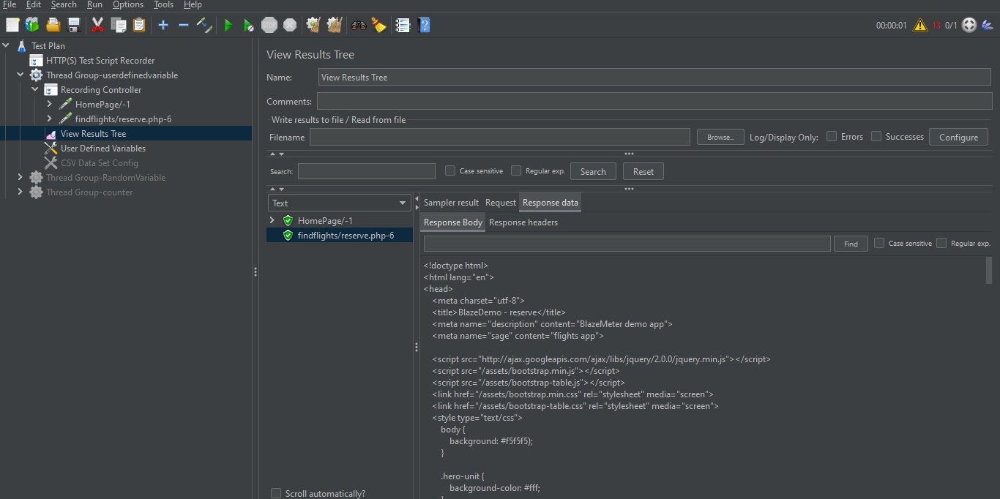 File Edit Search Run Options Tools Help
00:00:01 13 0/1
Test Plan
HTTP(S) Test Script Recorder
Thread Group-userdefinedvariable
Recording Controller
HomePage/-1
findflights/reserve.php-6
View Results Tree
User Defined Variables
CSV Data Set Config
Thread Group-RandomVariable
Thread Group-counter
View Results Tree
Name: View Results Tree
Comments:
Write results to file / Read from file
Filename Browse... Log/Display Only: Errors Successes Configure
Search: Case sensitive Regular exp. Search Reset
Text
HomePage/-1
findflights/reserve.php-6
Scroll automatically?
Sampler result Request Response data
Response Body Response headers
Find Case sensitive Regular exp.
<!doctype html>
<html lang="en">
<head>
<meta charset="utf-8">
<title>BlazeDemo - reserve</title>
<meta name="description" content="BlazeMeter demo app">
<meta name="sage" content="flights app">
<script src="http://ajax.googleapis.com/ajax/libs/jquery/2.0.0/jquery.min.js"></script>
<script src="/assets/bootstrap.min.js"></script>
<script src="/assets/bootstrap-table.js"></script>
<link href="/assets/bootstrap.min.css" rel="stylesheet" media="screen">
<link href="/assets/bootstrap-table.css" rel="stylesheet" media="screen">
<style type="text/css">
body {
background: #f5f5f5);
}
.hero-unit {
background-color: #fff;
}